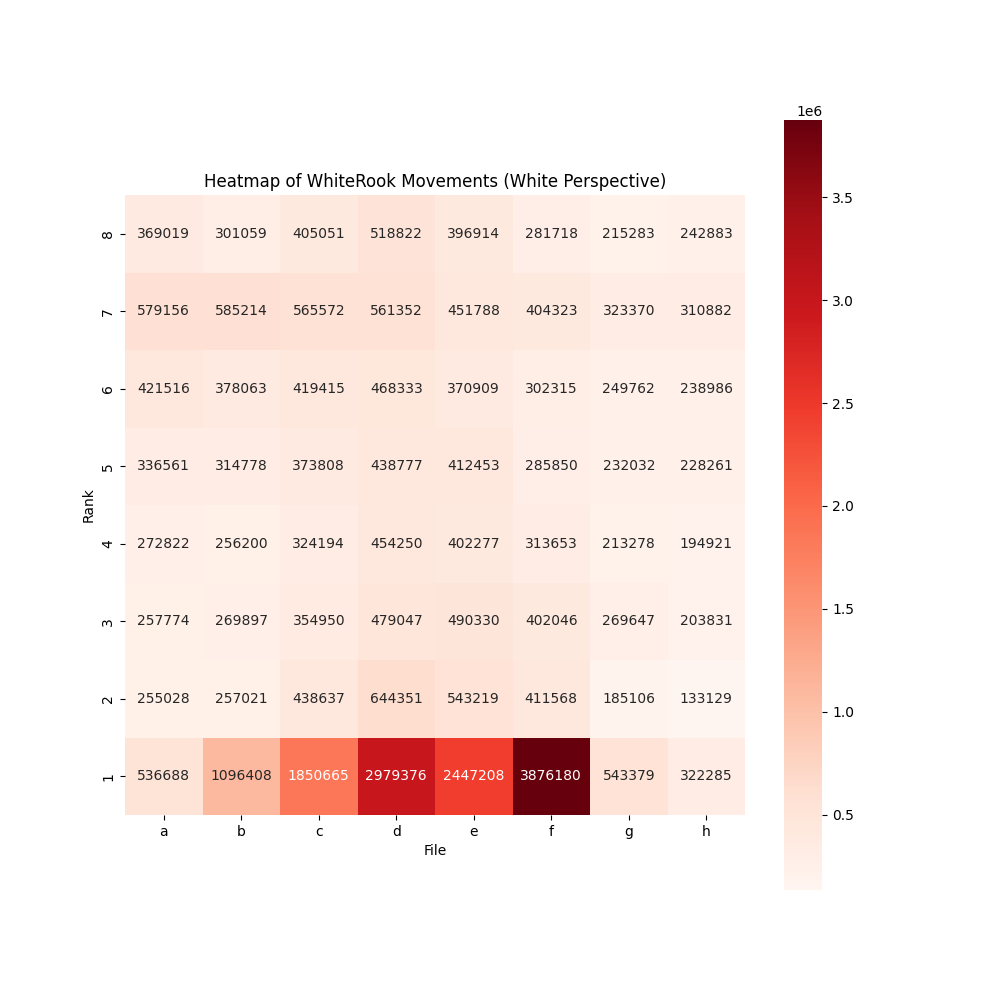 1e6
Heatmap of WhiteRook Movements (White Perspective)
8 369019 301059 405051 518822 396914 281718 215283 242883
7 579156 585214 565572 561352 451788 404323 323370 310882
6 421516 378063 419415 468333 370909 302315 249762 238986
5 336561 314778 373808 438777 412453 285850 232032 228261
4 272822 256200 324194 454250 402277 313653 213278 194921
3 257774 269897 354950 479047 490330 402046 269647 203831
2 255028 257021 438637 644351 543219 411568 185106 133129
1 536688 1096408 1850665 2979376 2447208 3876180 543379 322285
a b c d e f g h
File
Rank
3.5
3.0
2.5
2.0
1.5
1.0
0.5